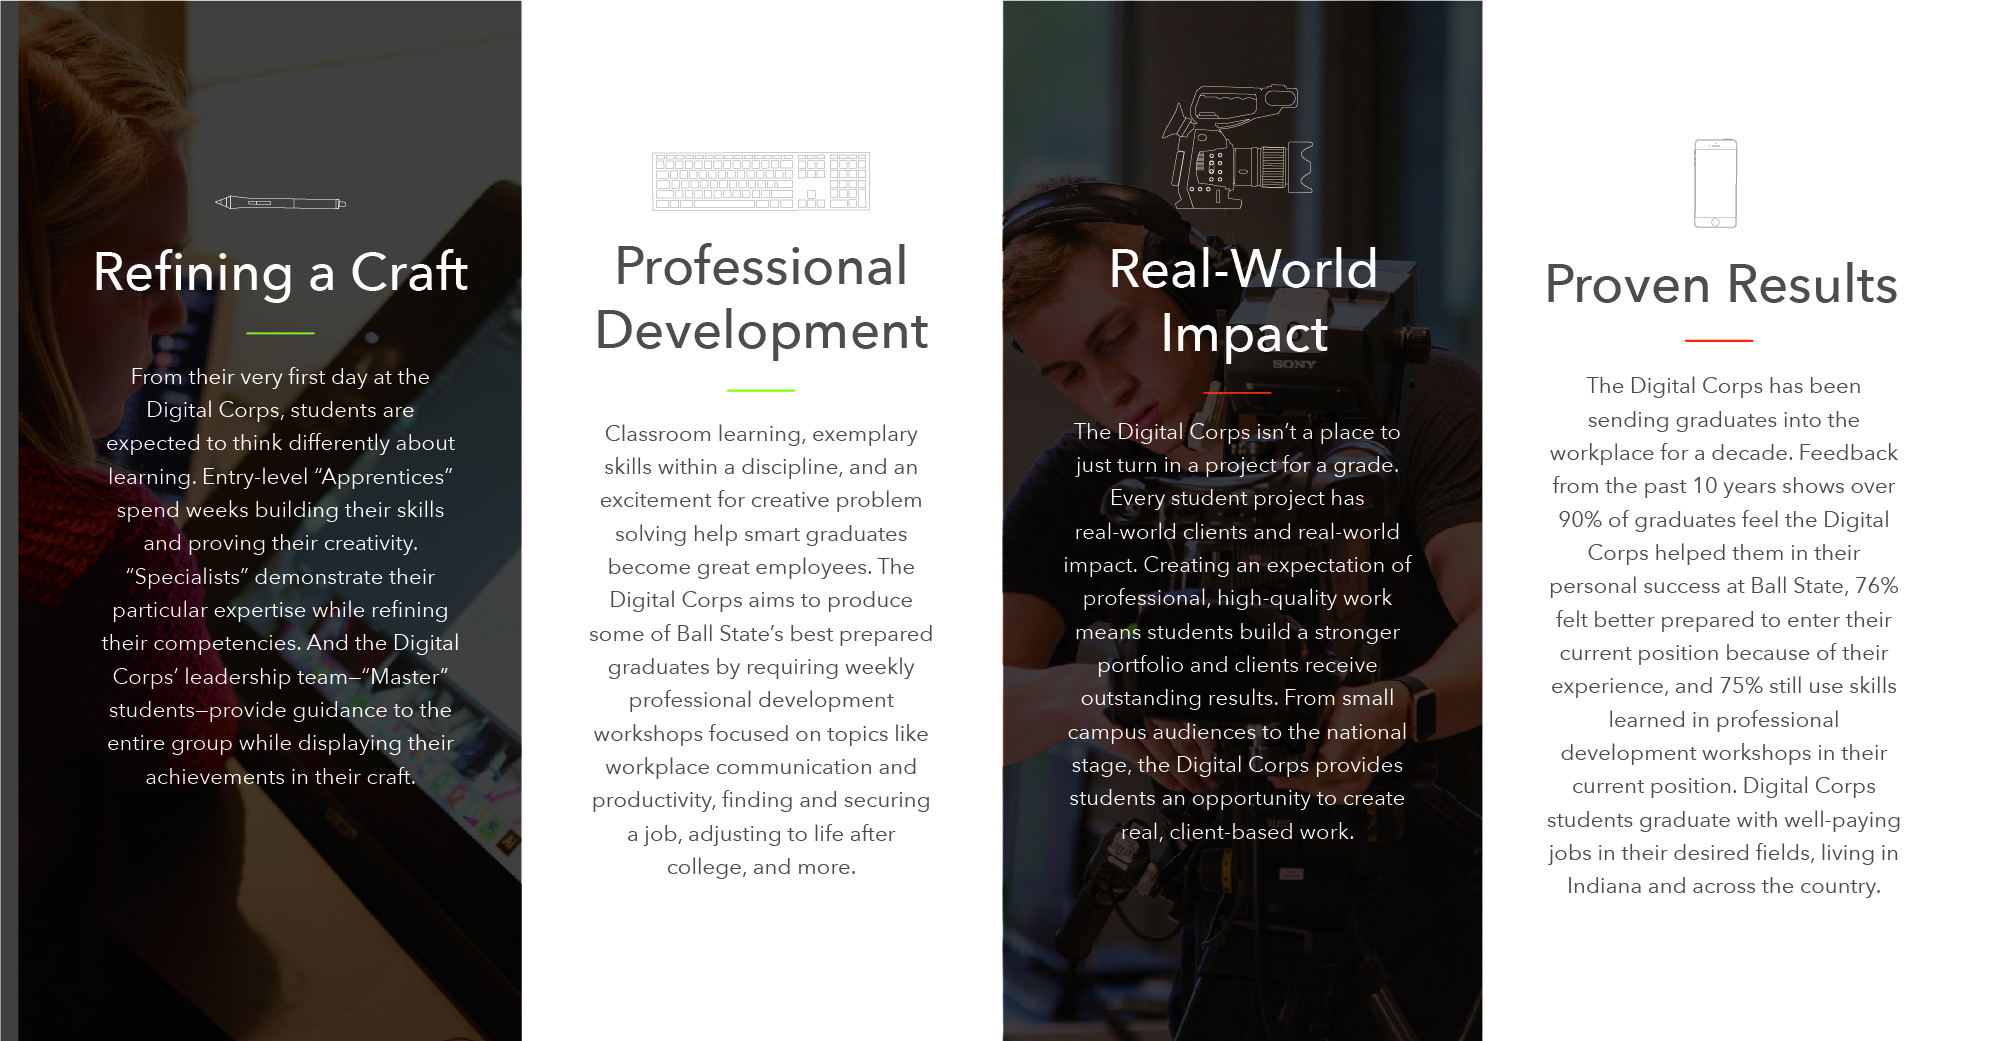 Refining a Craft
From their very first day at the
Digital Corps, students are
expected to think differently about
learning. Entry-level “Apprentices”
spend weeks building their skills
and proving their creativity.
“Specialists” demonstrate their
particular expertise while refining
their competencies. And the Digital
Corps’ leadership team—“Master”
students—provide guidance to the
entire group while displaying their
achievements in their craft.
Professional
Development
Classroom learning, exemplary
skills within a discipline, and an
excitement for creative problem
solving help smart graduates
become great employees. The
Digital Corps aims to produce
some of Ball State’s best prepared
graduates by requiring weekly
professional development
workshops focused on topics like
workplace communication and
productivity, finding and securing
a job, adjusting to life after
college, and more.
Real-World
Impact
SONY
The Digital Corps isn’t a place to
just turn in a project for a grade.
Every student project has
real-world clients and real-world
impact. Creating an expectation of
professional, high-quality work
means students build a stronger
portfolio and clients receive
outstanding results. From small
campus audiences to the national
stage, the Digital Corps provides
students an opportunity to create
real, client-based work.
Proven Results
The Digital Corps has been
sending graduates into the
workplace for a decade. Feedback
from the past 10 years shows over
90% of graduates feel the Digital
Corps helped them in their
personal success at Ball State, 76%
felt better prepared to enter their
current position because of their
experience, and 75% still use skills
learned in professional
development workshops in their
current position. Digital Corps
students graduate with well-paying
jobs in their desired fields, living in
Indiana and across the country.